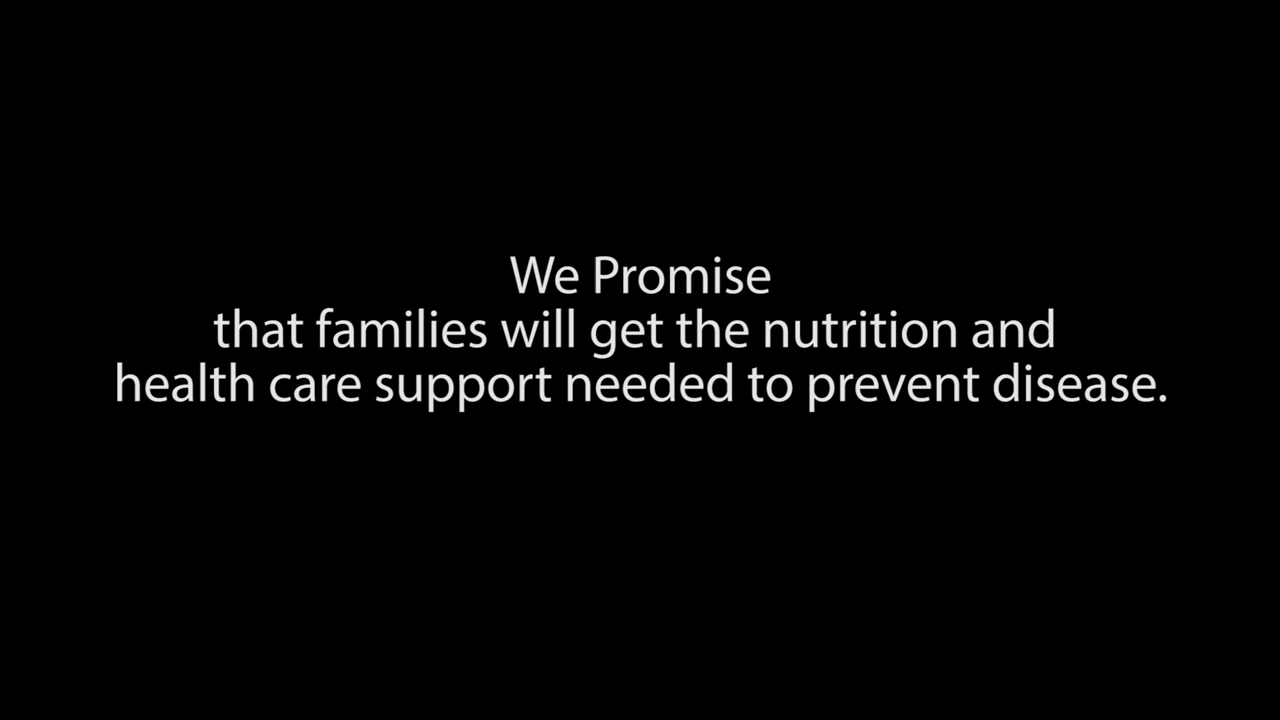 We Promise
that families will get the nutrition and
health care support needed to prevent disease.